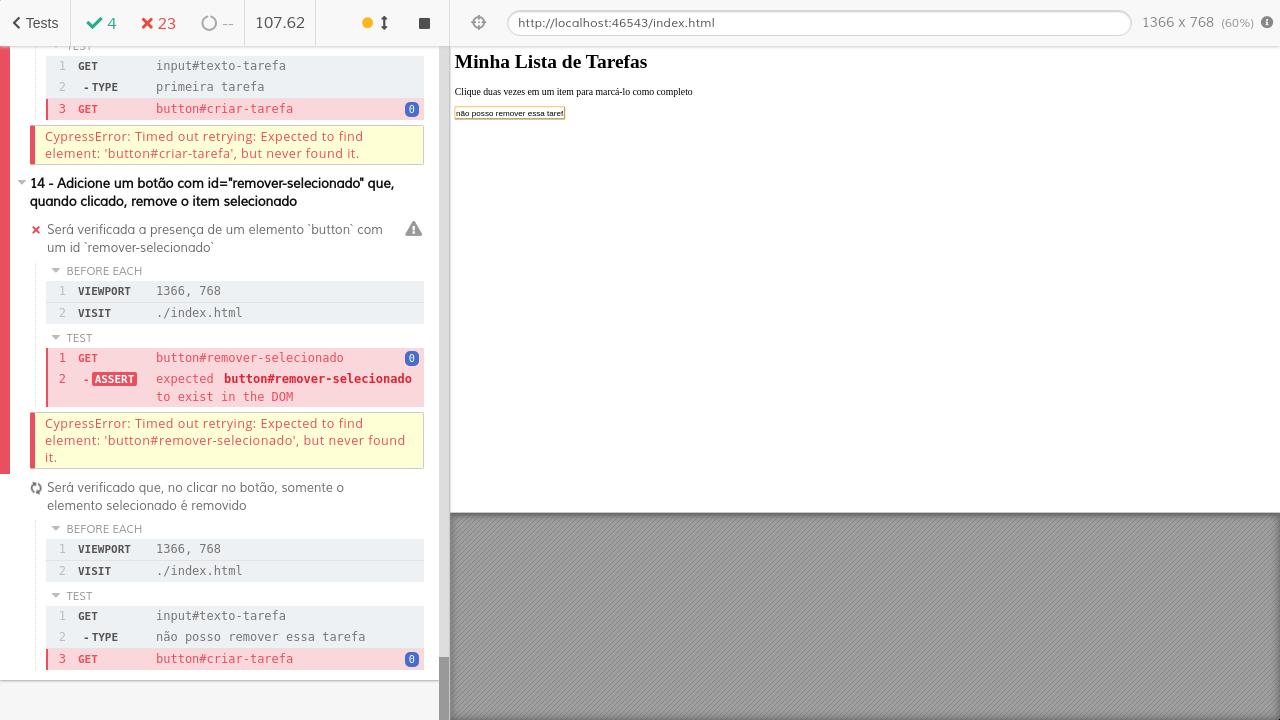 Tests
4
23
--
107.62
http://localhost:46543/index.html
1366 x 768 (60%)
TEST
1 GET input#texto-tarefa
2 - TYPE primeira tarefa
3 GET button#criar-tarefa 0
CypressError: Timed out retrying: Expected to find
element: 'button#criar-tarefa', but never found it.
14 - Adicione um botão com id="remover-selecionado" que,
quando clicado, remove o item selecionado
Será verificada a presença de um elemento `button` com
um id `remover-selecionado`
BEFORE EACH
1 VIEWPORT 1366, 768
2 VISIT ./index.html
TEST
1 GET button#remover-selecionado 0
2 - ASSERT expected button#remover-selecionado
to exist in the DOM
CypressError: Timed out retrying: Expected to find
element: 'button#remover-selecionado', but never found
it.
Será verificado que, no clicar no botão, somente o
elemento selecionado é removido
BEFORE EACH
1 VIEWPORT 1366, 768
2 VISIT ./index.html
TEST
1 GET input#texto-tarefa
2 - TYPE não posso remover essa tarefa
3 GET button#criar-tarefa 0
Minha Lista de Tarefas
Clique duas vezes em um item para marcá-lo como completo
não posso remover essa taref